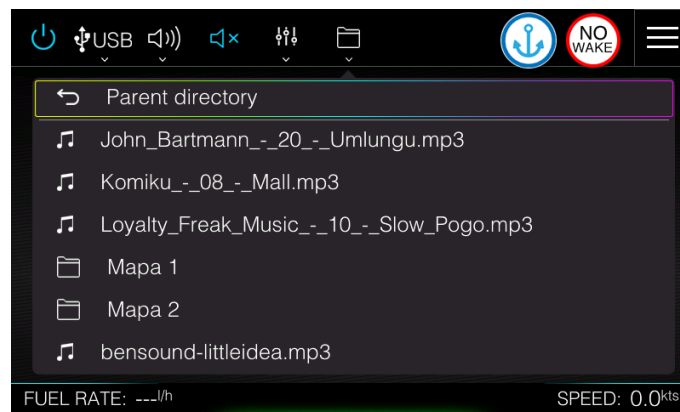 USB
NO
WAKE
Parent directory
John_Bartmann_-_20_-_Umlungu.mp3
Komiku_-_08_-_Mall.mp3
Loyalty_Freak_Music_-_10_-_Slow_Pogo.mp3
Mapa 1
Mapa 2
bensound-littleidea.mp3
FUEL RATE: ---l/h SPEED: 0.0kts